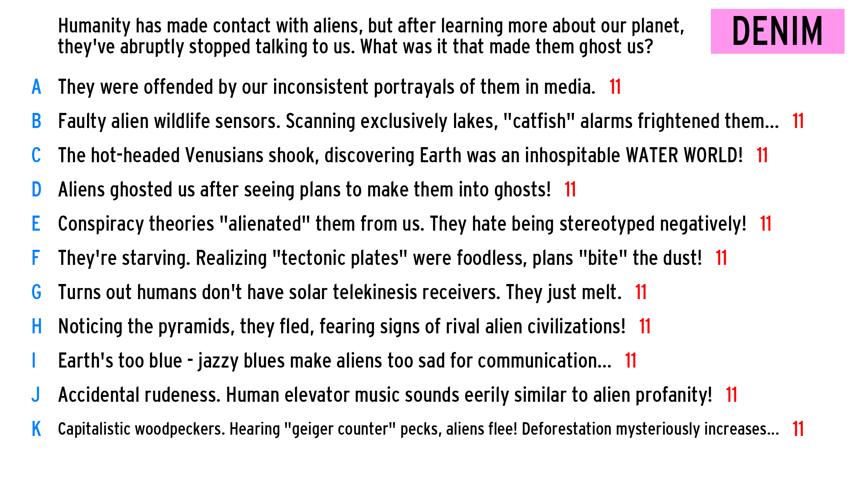 Humanity has made contact with aliens, but after learning more about our planet,
they've abruptly stopped talking to us. What was it that made them ghost us?
DENIM
A They were offended by our inconsistent portrayals of them in media. 11
B Faulty alien wildlife sensors. Scanning exclusively lakes, "catfish" alarms frightened them... 11
C The hot-headed Venusians shook, discovering Earth was an inhospitable WATER WORLD! 11
D Aliens ghosted us after seeing plans to make them into ghosts! 11
E Conspiracy theories "alienated" them from us. They hate being stereotyped negatively! 11
F They're starving. Realizing "tectonic plates" were foodless, plans "bite" the dust! 11
G Turns out humans don't have solar telekinesis receivers. They just melt. 11
H Noticing the pyramids, they fled, fearing signs of rival alien civilizations! 11
I Earth's too blue - jazzy blues make aliens too sad for communication... 11
J Accidental rudeness. Human elevator music sounds eerily similar to alien profanity! 11
K Capitalistic woodpeckers. Hearing "geiger counter" pecks, aliens flee! Deforestation mysteriously increases... 11